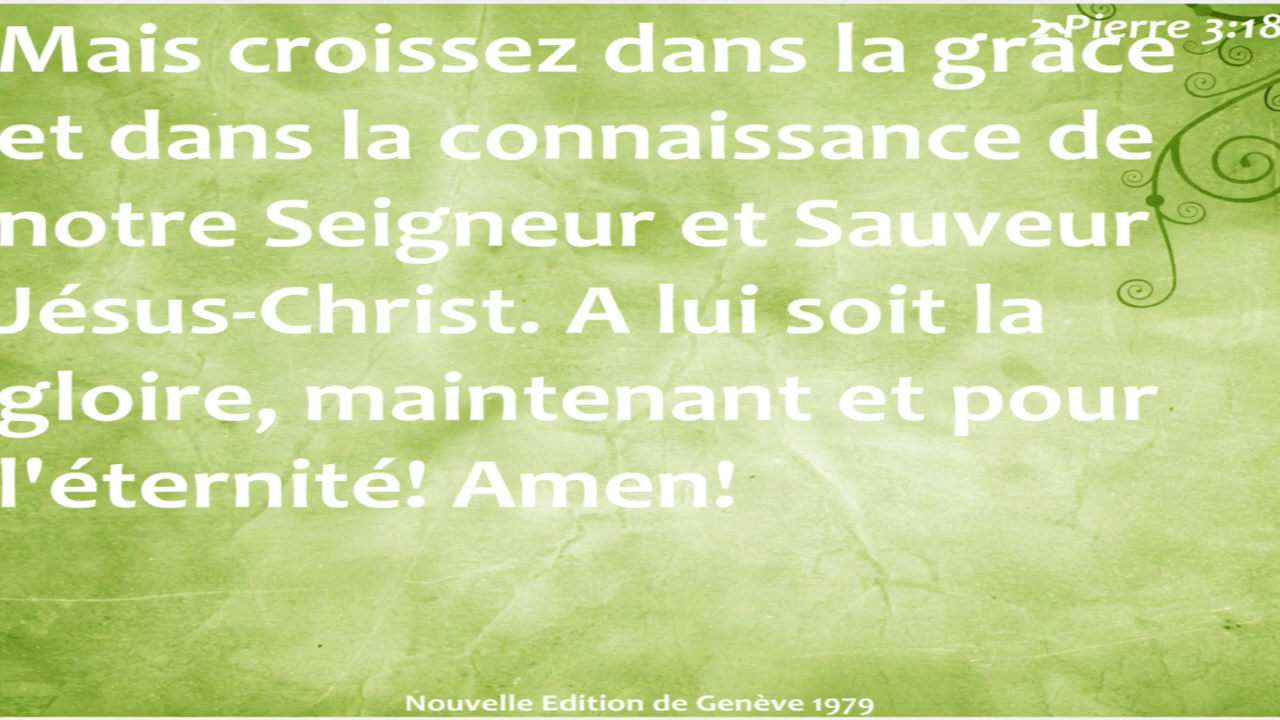 2 Pierre 3:18
Mais croissez dans la grâce
et dans la connaissance de
notre Seigneur et Sauveur
Jésus-Christ. A lui soit la
gloire, maintenant et pour
l'éternité! Amen!
Nouvelle Edition de Genève 1979